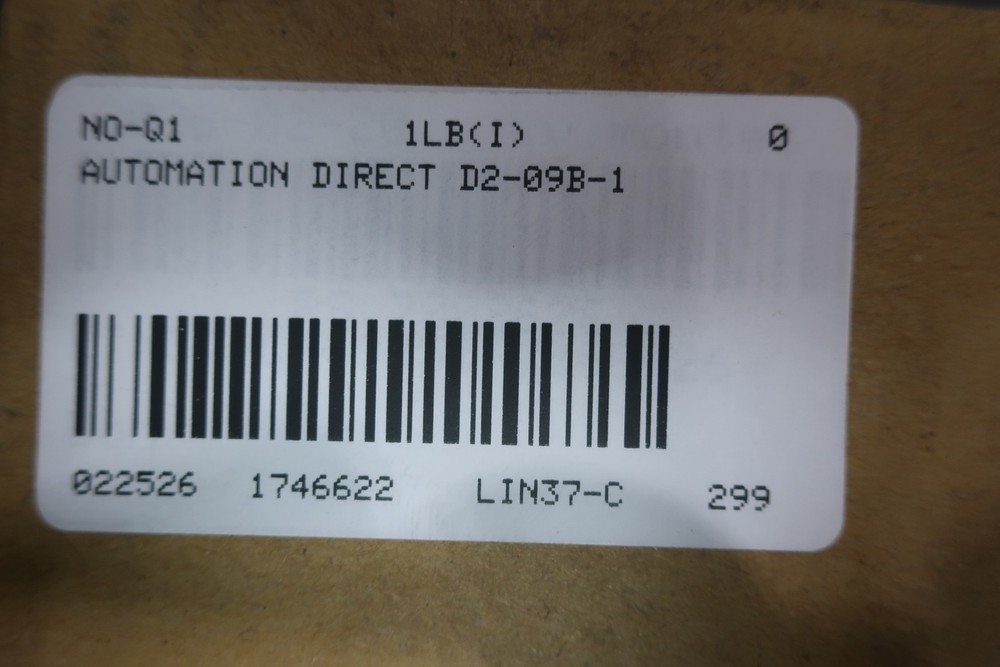 NO-Q1 1LB(I) 0
AUTOMATION DIRECT D2-09B-1
022526 1746622 LIN37-C 299